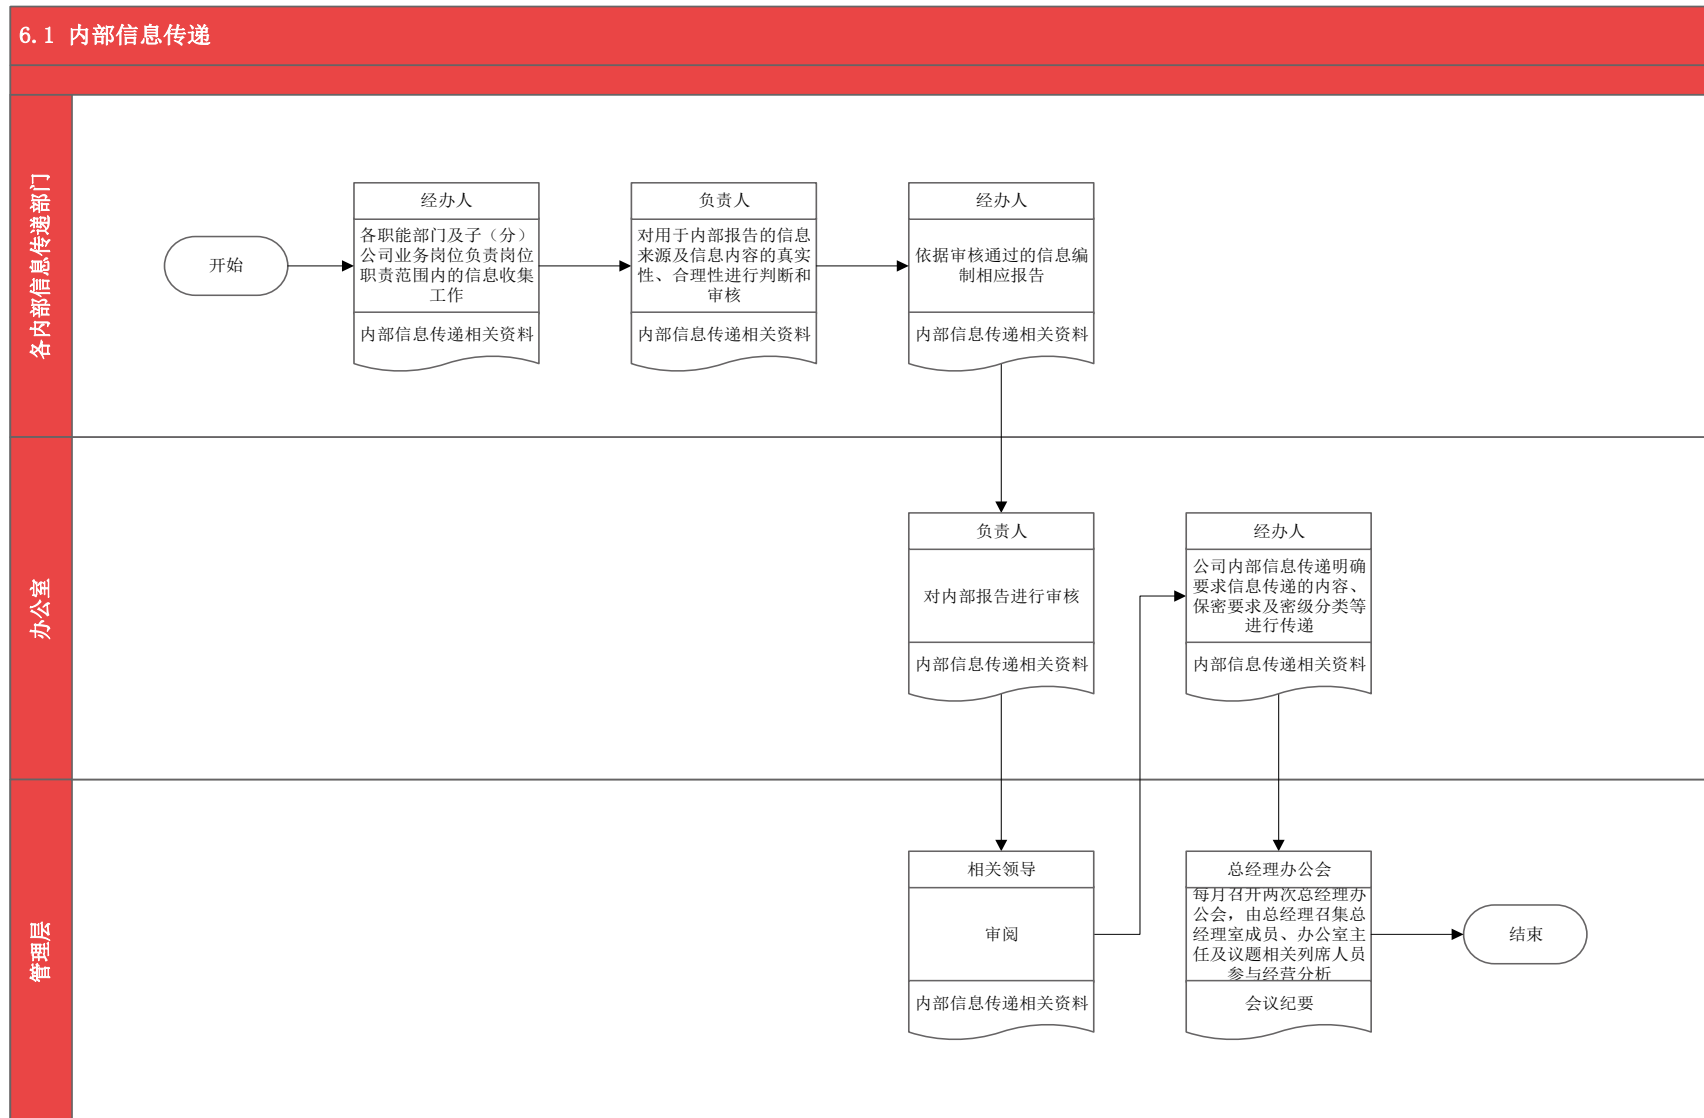 6.1 内部信息传递
各内部信息传递部门
开始
经办人
各职能部门及子（分）
公司业务岗位负责岗位
职责范围内的信息收集
工作
内部信息传递相关资料
负责人
对用于内部报告的信息
来源及信息内容的真实
性、合理性进行判断和
审核
内部信息传递相关资料
经办人
依据审核通过的信息编
制相应报告
内部信息传递相关资料
办公室
负责人
对内部报告进行审核
内部信息传递相关资料
经办人
公司内部信息传递明确
要求信息传递的内容、
保密要求及密级分类等
进行传递
内部信息传递相关资料
管理层
相关领导
审阅
内部信息传递相关资料
总经理办公会
每月召开两次总经理办
公会，由总经理召集总
经理室成员、办公室主
任及议题相关列席人员
参与经营分析
会议纪要
结束